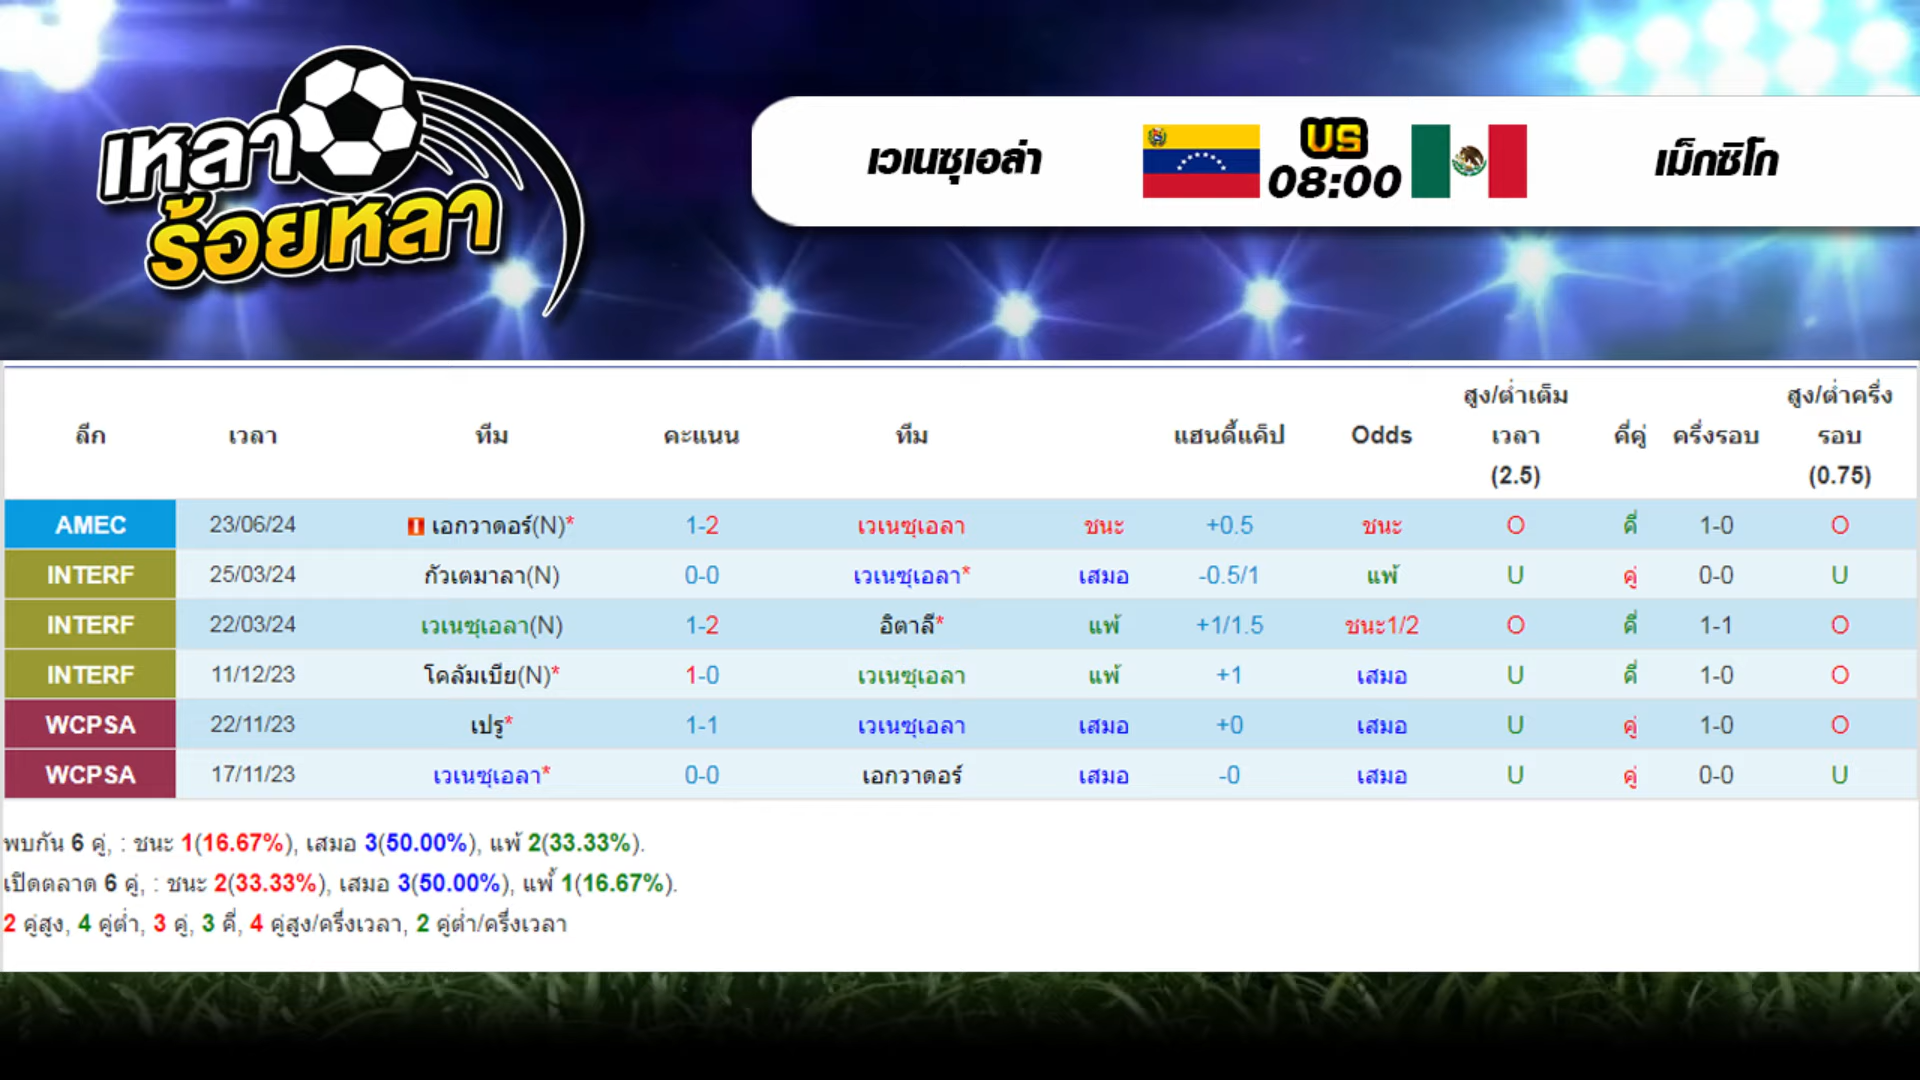 เหลา
ร้อยหลา
เวเนซุเอล่า VS 08:00 เม็กซิโก
ลีก เวลา ทีม คะแนน ทีม แฮนดี้แค็ป Odds สูง/ต่ำเต็มเวลา (2.5) คี่คู่ ครึ่งรอบ สูง/ต่ำครึ่งรอบ (0.75)
AMEC 23/06/24 เอกวาดอร์(N)* 1-2 เวเนซุเอลา ชนะ +0.5 ชนะ O คี่ 1-0 O
INTERF 25/03/24 กัวเตมาลา(N) 0-0 เวเนซุเอลา* เสมอ -0.5/1 แพ้ U คู่ 0-0 U
INTERF 22/03/24 เวเนซุเอลา(N) 1-2 อิตาลี* แพ้ +1/1.5 ชนะ1/2 O คี่ 1-1 O
INTERF 11/12/23 โคลัมเบีย(N)* 1-0 เวเนซุเอลา แพ้ +1 เสมอ U คี่ 1-0 O
WCPSA 22/11/23 เปรู* 1-1 เวเนซุเอลา เสมอ +0 เสมอ U คู่ 1-0 O
WCPSA 17/11/23 เวเนซุเอลา* 0-0 เอกวาดอร์ เสมอ -0 เสมอ U คู่ 0-0 U
พบกัน 6 คู่, : ชนะ 1(16.67%), เสมอ 3(50.00%), แพ้ 2(33.33%).
เปิดตลาด 6 คู่, : ชนะ 2(33.33%), เสมอ 3(50.00%), แพ้ 1(16.67%).
2 คู่สูง, 4 คู่ต่ำ, 3 คู่, 3 คี่, 4 คู่สูง/ครึ่งเวลา, 2 คู่ต่ำ/ครึ่งเวลา